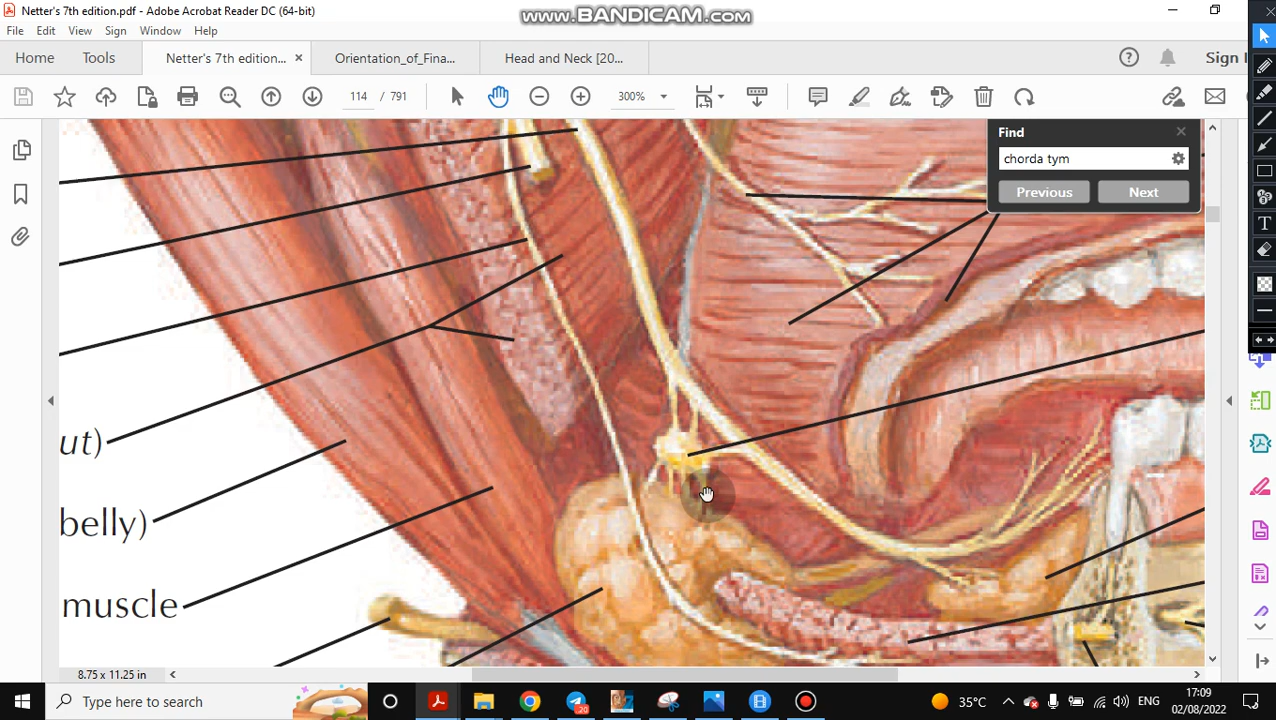 Netter's 7th edition.pdf - Adobe Acrobat Reader DC (64-bit)
www.BANDICAM.com
File Edit View Sign Window Help
Home Tools Netter's 7th edition... × Orientation_of_Fina... Head and Neck [20... Sign I
114 / 791 300%
Find
chorda tym
Previous Next
ut)
belly)
muscle
8.75 x 11.25 in
Type here to search
20
35°C
ENG
17:09
02/08/2022